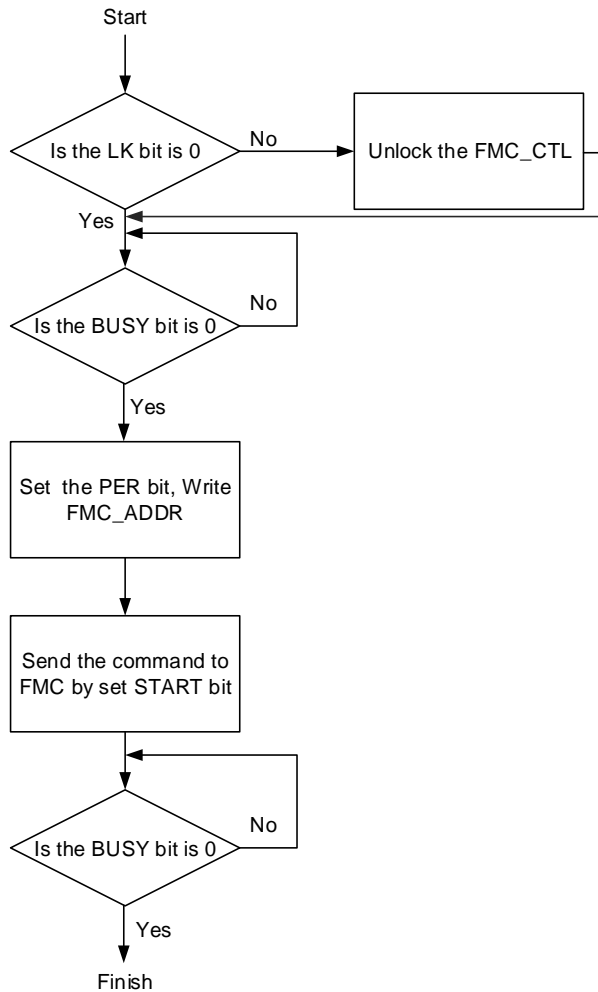 Start
Is the LK bit is 0
No
Unlock the FMC_CTL
Yes
No
Is the BUSY bit is 0
Yes
Set the PER bit, Write
FMC_ADDR
Send the command to
FMC by set START bit
No
Is the BUSY bit is 0
Yes
Finish